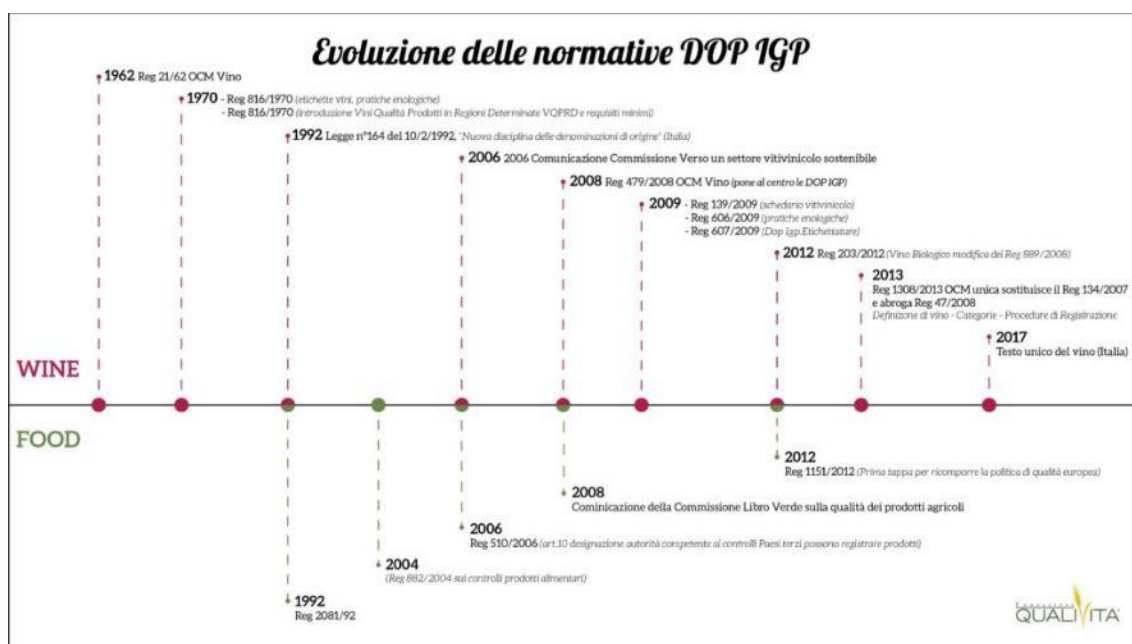 Evoluzione delle normative DOP IGP
1962 Reg 21/62 OCM Vino
1970 - Reg 816/1970 (etichette vini, pratiche enologiche)
- Reg 816/1970 (introduzione Vini Qualità Prodotti in Regioni Determinate VQPRD e requisiti minimi)
1992 Legge n°164 del 10/2/1992, "Nuova disciplina delle denominazioni di origine" (Italia)
2006 2006 Comunicazione Commissione Verso un settore vitivinicolo sostenibile
2008 Reg 479/2008 OCM Vino (pone al centro le DOP IGP)
2009 - Reg 139/2009 (schedario vitivinicolo)
- Reg 606/2009 (pratiche enologiche)
- Reg 607/2009 (Dop Igp,Etichettature)
2012 Reg 203/2012 (Vino Biologico modifica dei Reg 889/2008)
2013
Reg 1308/2013 OCM unica sostituisce il Reg 134/2007
e abroga Reg 47/2008
Definizone di vino - Categorie - Procedure di Registrazione
2017
Testo unico del vino (Italia)
WINE
FOOD
2012
Reg 1151/2012 (Prima tappa per ricomporre la politica di qualità europea)
2008
Cominicazione della Commissione Libro Verde sulla qualità dei prodotti agricoli
2006
Reg 510/2006 (art.10 designazione autorità competente ai controlli Paesi terzi possono registrare prodotti)
2004
(Reg 882/2004 sui controlli prodotti alimentari)
1992
Reg 2081/92
FONDAZIONE
QUALIVITA